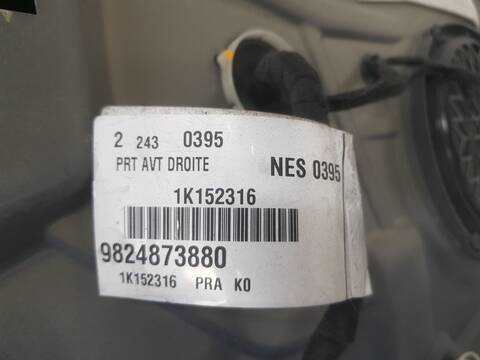 2 243 0395
PRT AVT DROITE NES 0395
1K152316
9824873880
1K152316 PRA K0